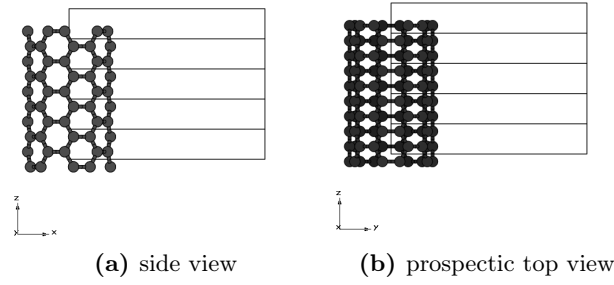 z z
y x x y
(a) side view (b) prospectic top view